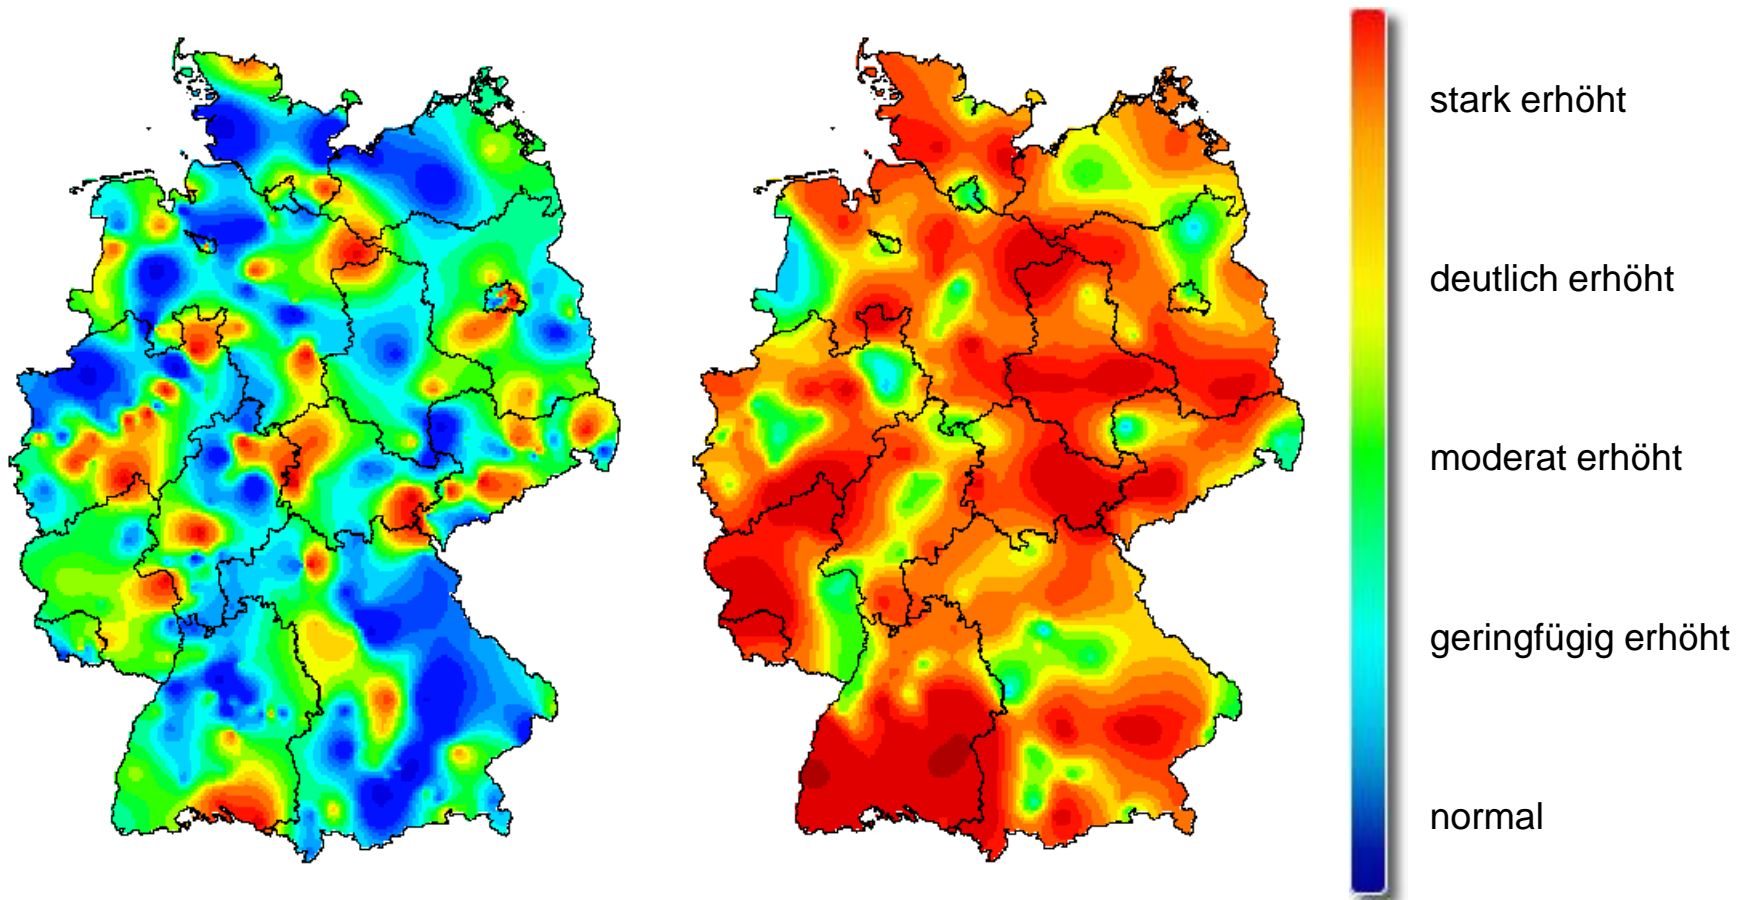 stark erhöht
deutlich erhöht
moderat erhöht
geringfügig erhöht
normal